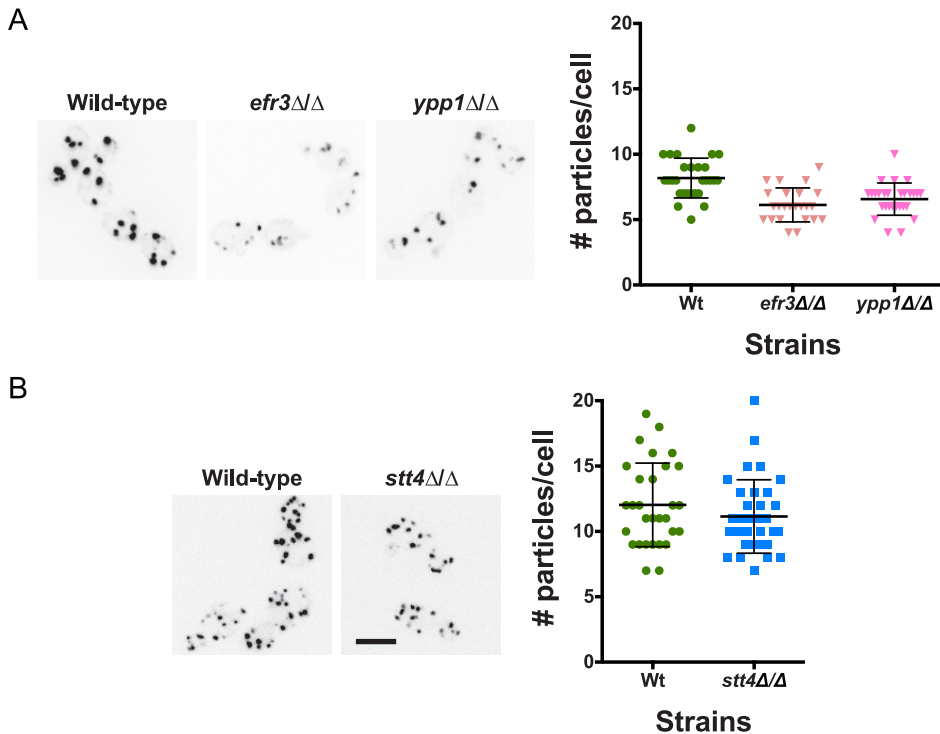 A
Wild-type
efr3Δ/Δ
ypp1Δ/Δ
# particles/cell
20
15
10
5
0
Wt
efr3Δ/Δ
ypp1Δ/Δ
Strains
B
Wild-type
stt4Δ/Δ
# particles/cell
20
15
10
5
0
Wt
stt4Δ/Δ
Strains